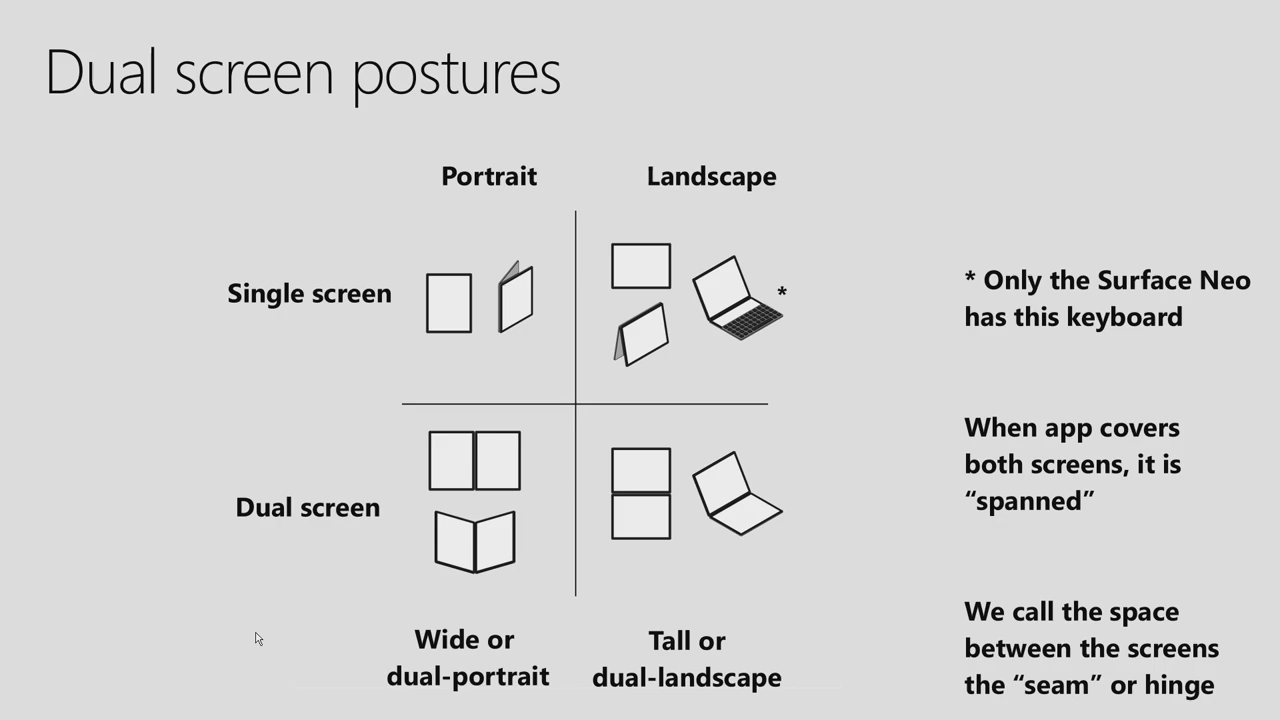 Dual screen postures
Portrait
Landscape
Single screen
*
* Only the Surface Neo
has this keyboard
When app covers
both screens, it is
“spanned”
Dual screen
Wide or
dual-portrait
Tall or
dual-landscape
We call the space
between the screens
the “seam” or hinge